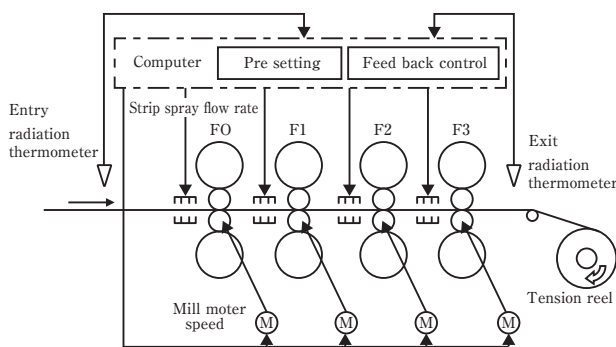 Computer
Pre setting
Feed back control
Entry
radiation
thermometer
Strip spray flow rate
FO
F1
F2
F3
Exit
radiation
thermometer
Mill moter
speed
M
M
M
M
Tension reel